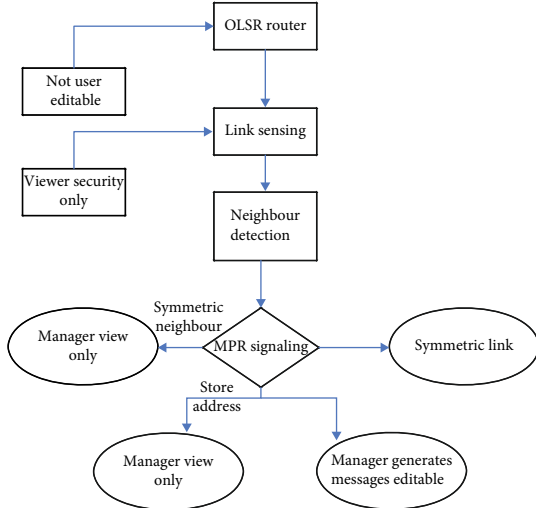 OLSR router
Not user
editable
Link sensing
Viewer security
only
Neighbour
detection
Symmetric
neighbour
Manager view
only
MPR signaling
Symmetric link
Store
address
Manager view
only
Manager generates
messages editable